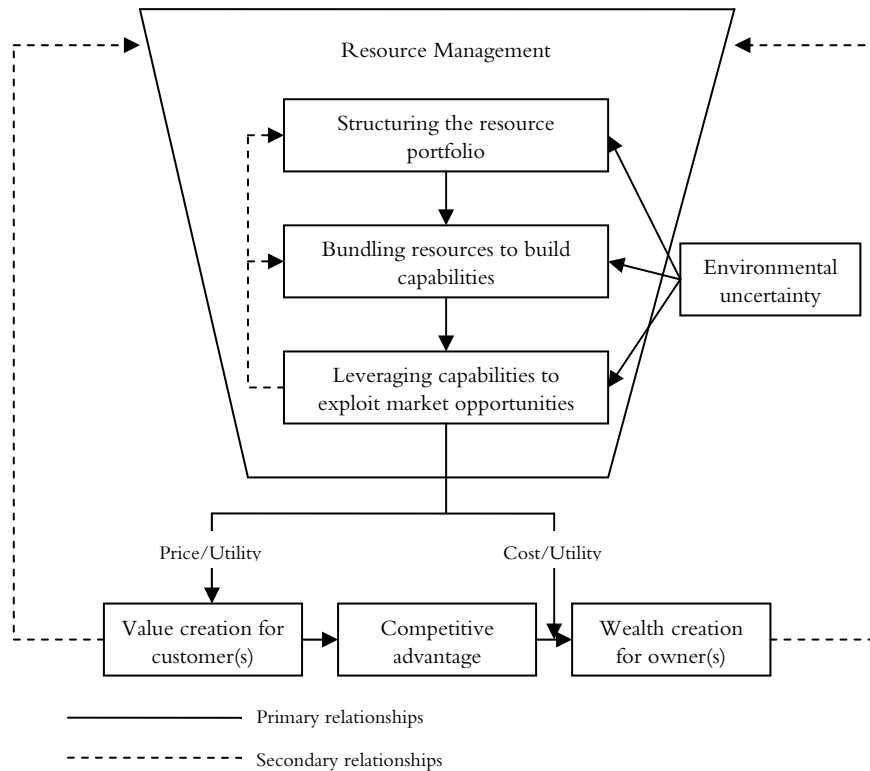 Resource Management
Structuring the resource
portfolio
Bundling resources to build
capabilities
Environmental
uncertainty
Leveraging capabilities to
exploit market opportunities
Price/Utility
Cost/Utility
Value creation for
customer(s)
Competitive
advantage
Wealth creation
for owner(s)
Primary relationships
Secondary relationships